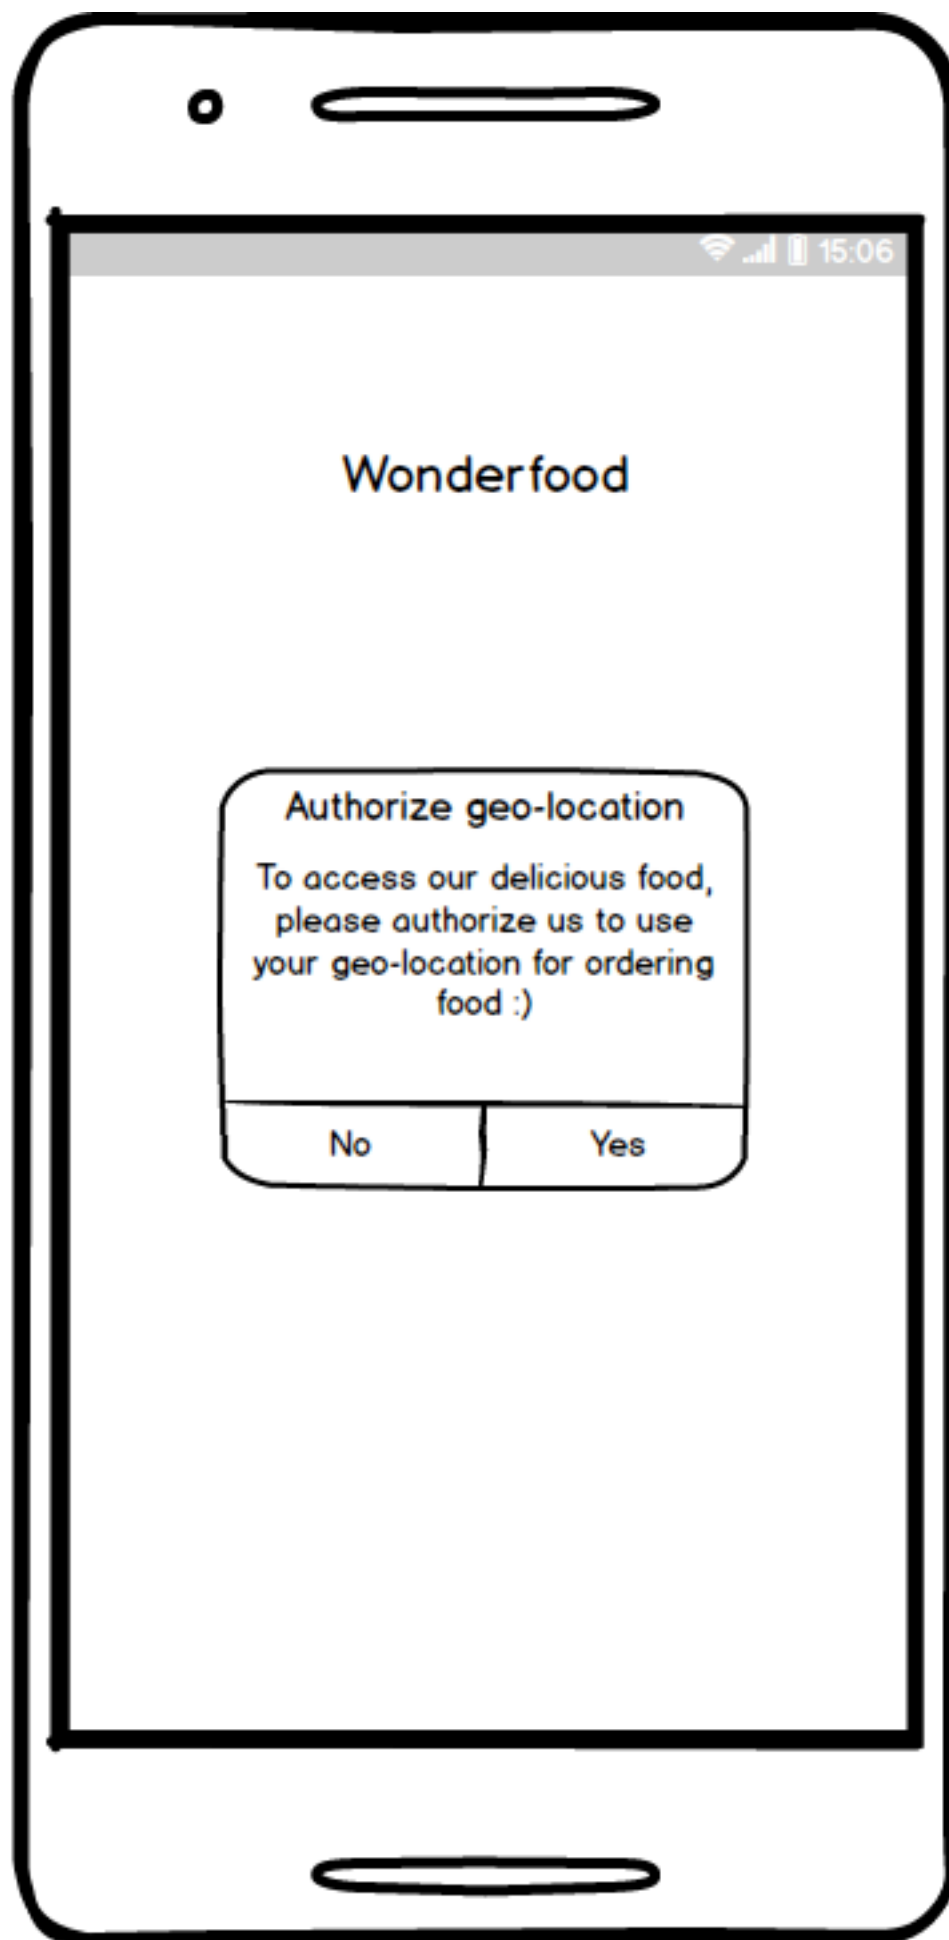 15:06
Wonderfood
Authorize geo-location
To access our delicious food,
please authorize us to use
your geo-location for ordering
food :)
No
Yes